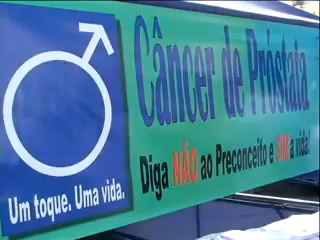 Câncer de Próstata
Diga NÃO ao Preconceito e SIM à vida!
Um toque. Uma vida.